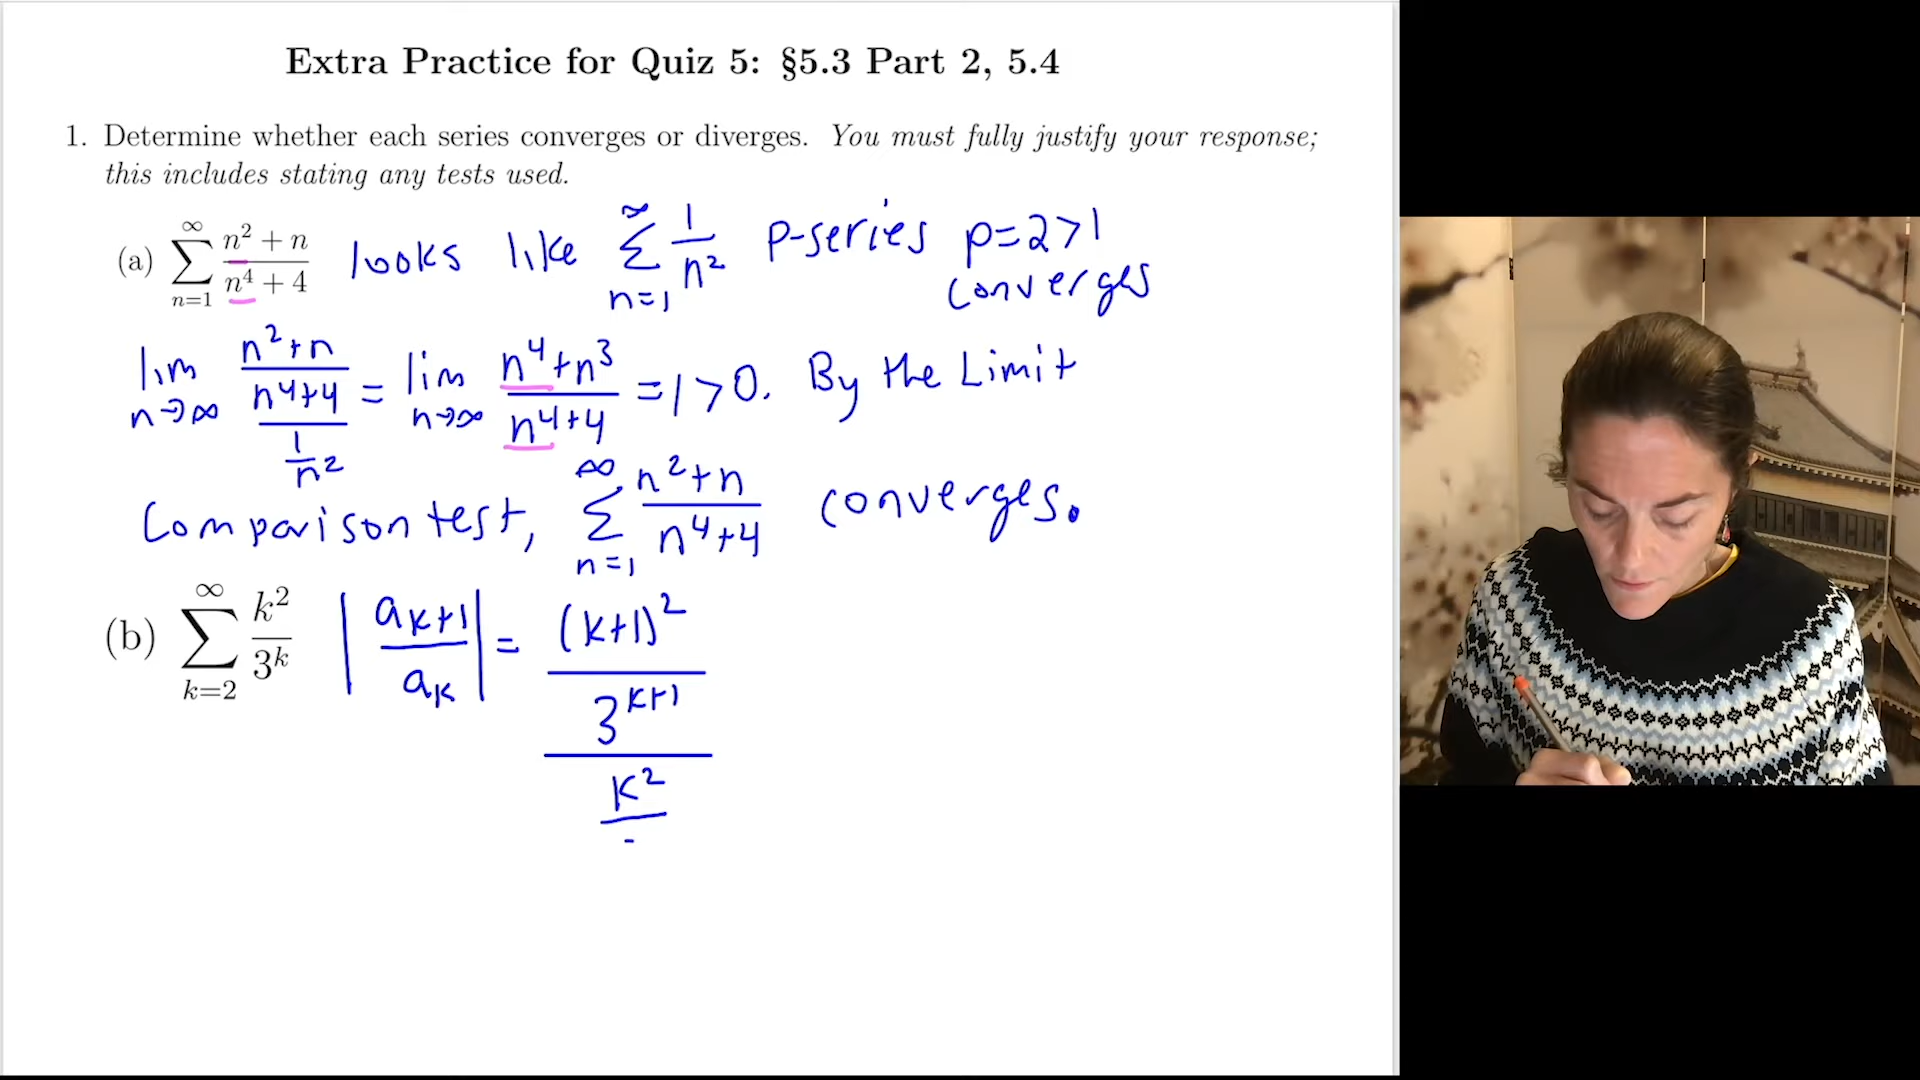 Extra Practice for Quiz 5: §5.3 Part 2, 5.4
1. Determine whether each series converges or diverges. You must fully justify your response;
this includes stating any tests used.
(a) ∑_{n=1}^{∞} (n² + n)/(n⁴ + 4) looks like ∑_{n=1}^{∞} 1/n² p-series p=2>1
converges
lim_{n→∞} ((n²+n)/(n⁴+4))/(1/n²) = lim_{n→∞} (n⁴+n³)/(n⁴+4) = 1 > 0. By the Limit
Comparison test, ∑_{n=1}^{∞} (n²+n)/(n⁴+4) converges.
(b) ∑_{k=2}^{∞} k²/3ᵏ |a_{k+1}/a_k| = ((k+1)²/3^{k+1})/(k²/